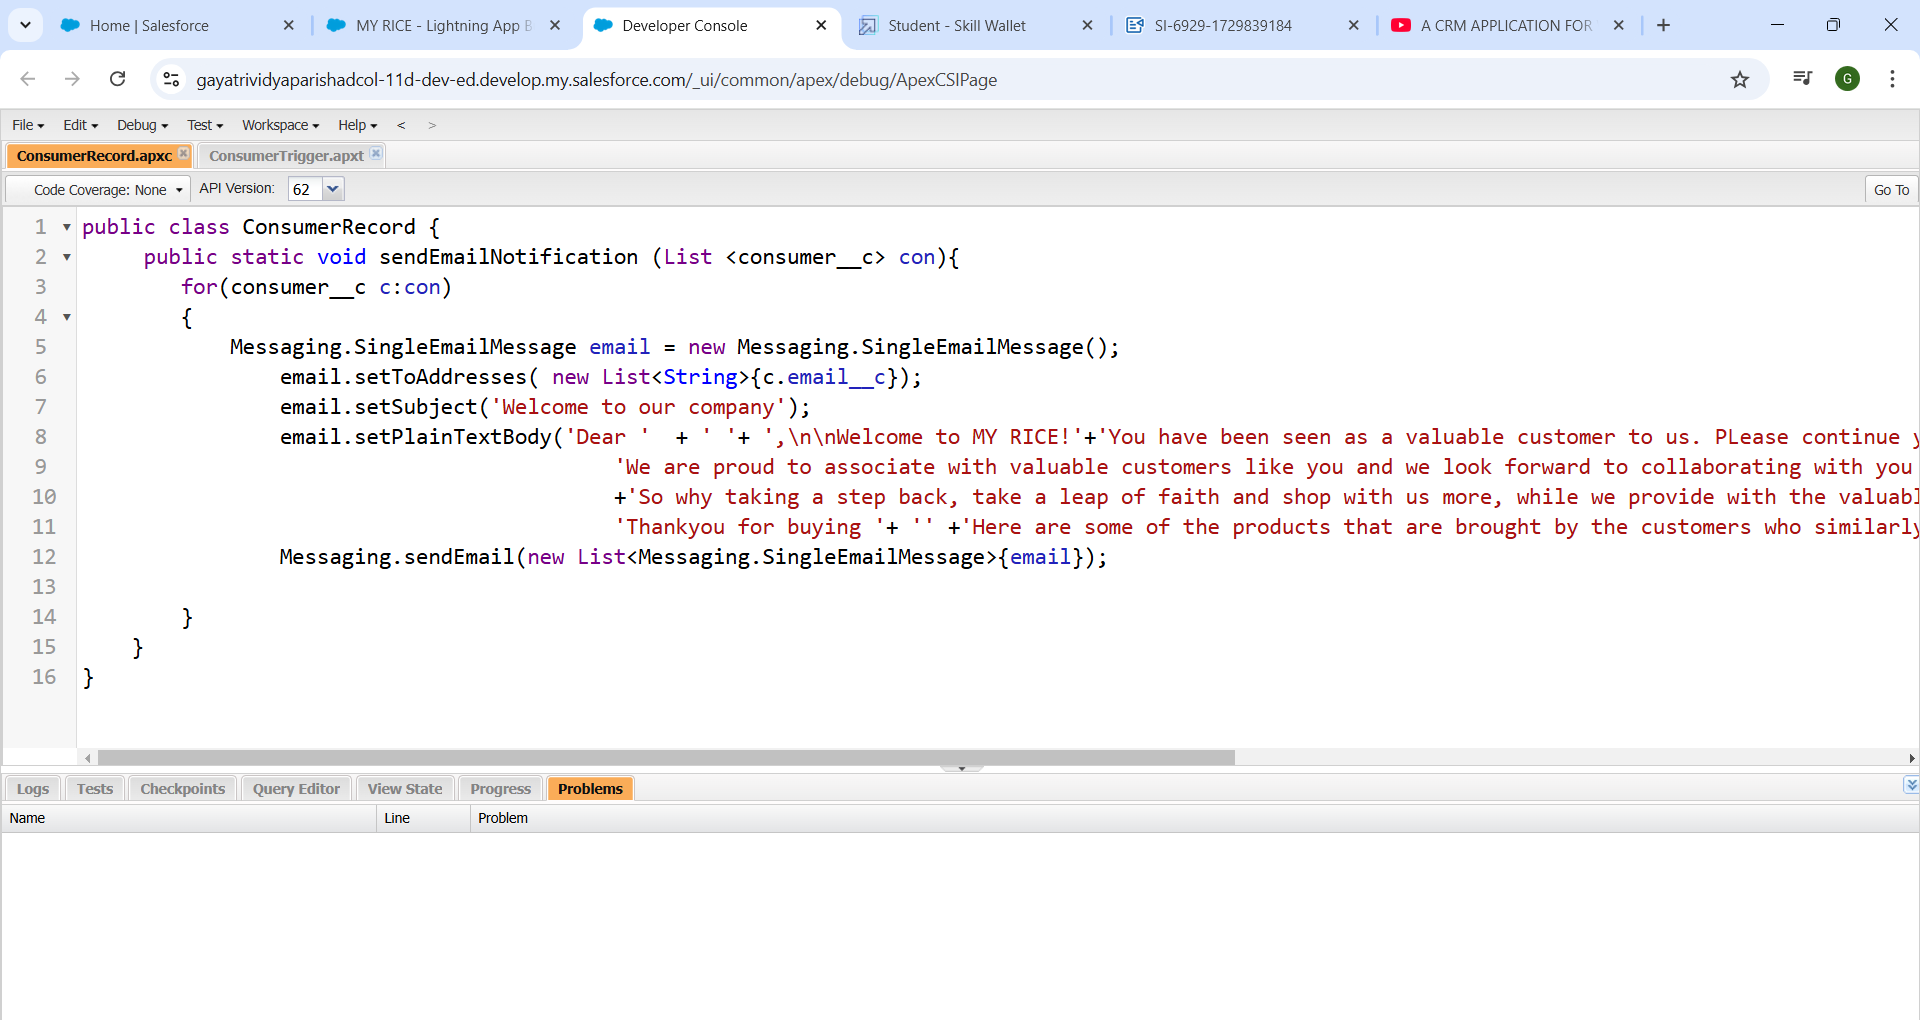 Home | Salesforce
MY RICE - Lightning App B
Developer Console
Student - Skill Wallet
SI-6929-1729839184
A CRM APPLICATION FOR
gayatrividyaparishadcol-11d-dev-ed.develop.my.salesforce.com/_ui/common/apex/debug/ApexCSIPage
G
File Edit Debug Test Workspace Help < >
ConsumerRecord.apxc ConsumerTrigger.apxt
Code Coverage: None API Version: 62 Go To
1 public class ConsumerRecord {
2 public static void sendEmailNotification (List <consumer__c> con){
3 for(consumer__c c:con)
4 {
5 Messaging.SingleEmailMessage email = new Messaging.SingleEmailMessage();
6 email.setToAddresses( new List<String>{c.email__c});
7 email.setSubject('Welcome to our company');
8 email.setPlainTextBody('Dear '  + ' '+ ',\n\nWelcome to MY RICE!'+'You have been seen as a valuable customer to us. PLease continue y
9 'We are proud to associate with valuable customers like you and we look forward to collaborating with you
10 +'So why taking a step back, take a leap of faith and shop with us more, while we provide with the valuabl
11 'Thankyou for buying '+ '' +'Here are some of the products that are brought by the customers who similarly
12 Messaging.sendEmail(new List<Messaging.SingleEmailMessage>{email});
13
14 }
15 }
16 }
Logs Tests Checkpoints Query Editor View State Progress Problems
Name Line Problem